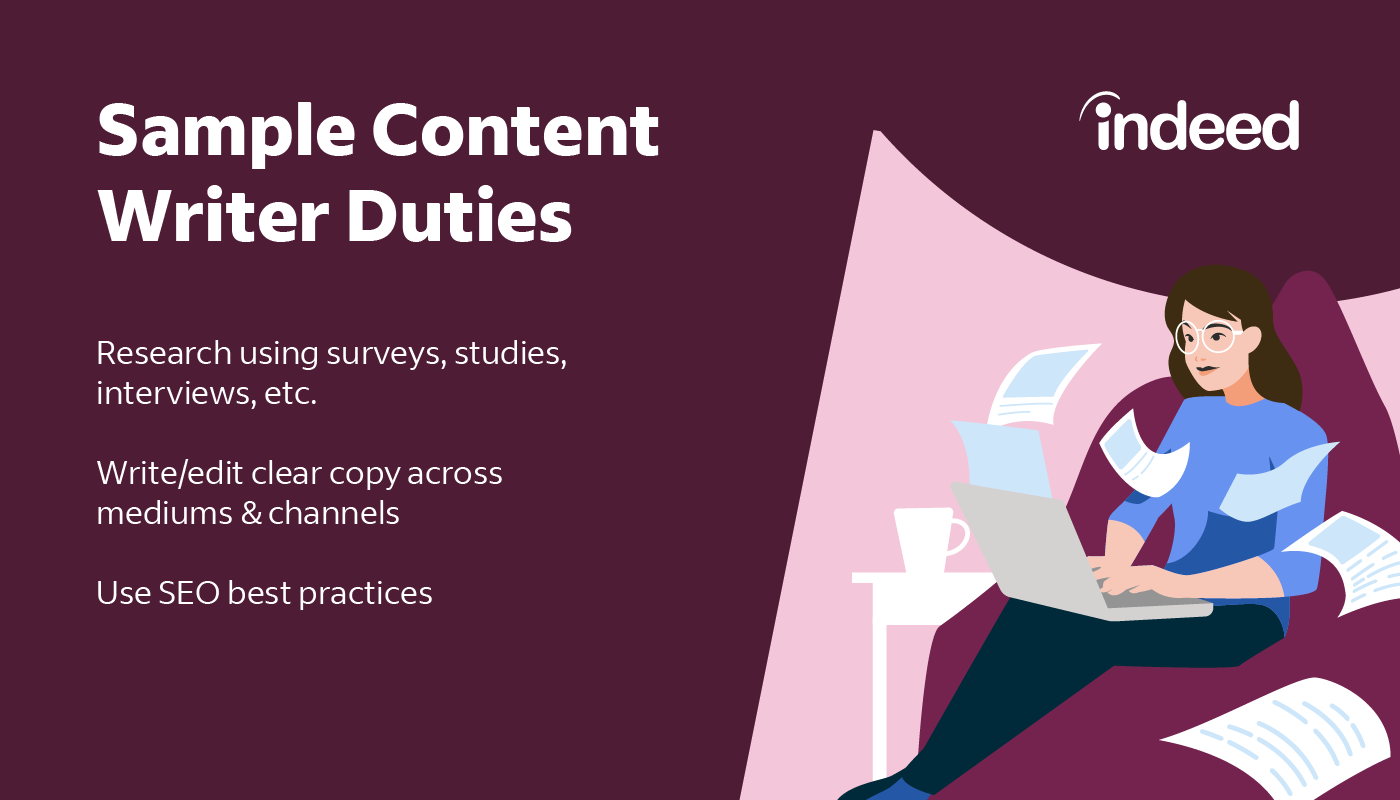 Sample Content
Writer Duties
indeed
Research using surveys, studies,
interviews, etc.
Write/edit clear copy across
mediums & channels
Use SEO best practices